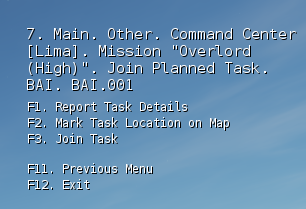 7. Main. Other. Command Center
[Lima]. Mission "Overlord
(High)". Join Planned Task.
BAI. BAI.001
F1. Report Task Details
F2. Mark Task Location on Map
F3. Join Task
F11. Previous Menu
F12. Exit